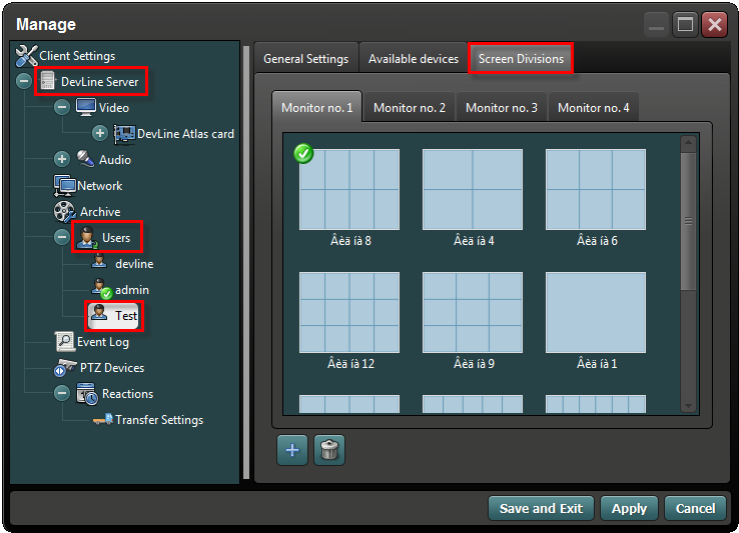 Manage
Client Settings
DevLine Server
Video
DevLine Atlas card
Audio
Network
Archive
Users
devline
admin
Test
Event Log
PTZ Devices
Reactions
Transfer Settings
General Settings
Available devices
Screen Divisions
Monitor no. 1
Monitor no. 2
Monitor no. 3
Monitor no. 4
Âèä íà 8
Âèä íà 4
Âèä íà 6
Âèä íà 12
Âèä íà 9
Âèä íà 1
Save and Exit
Apply
Cancel